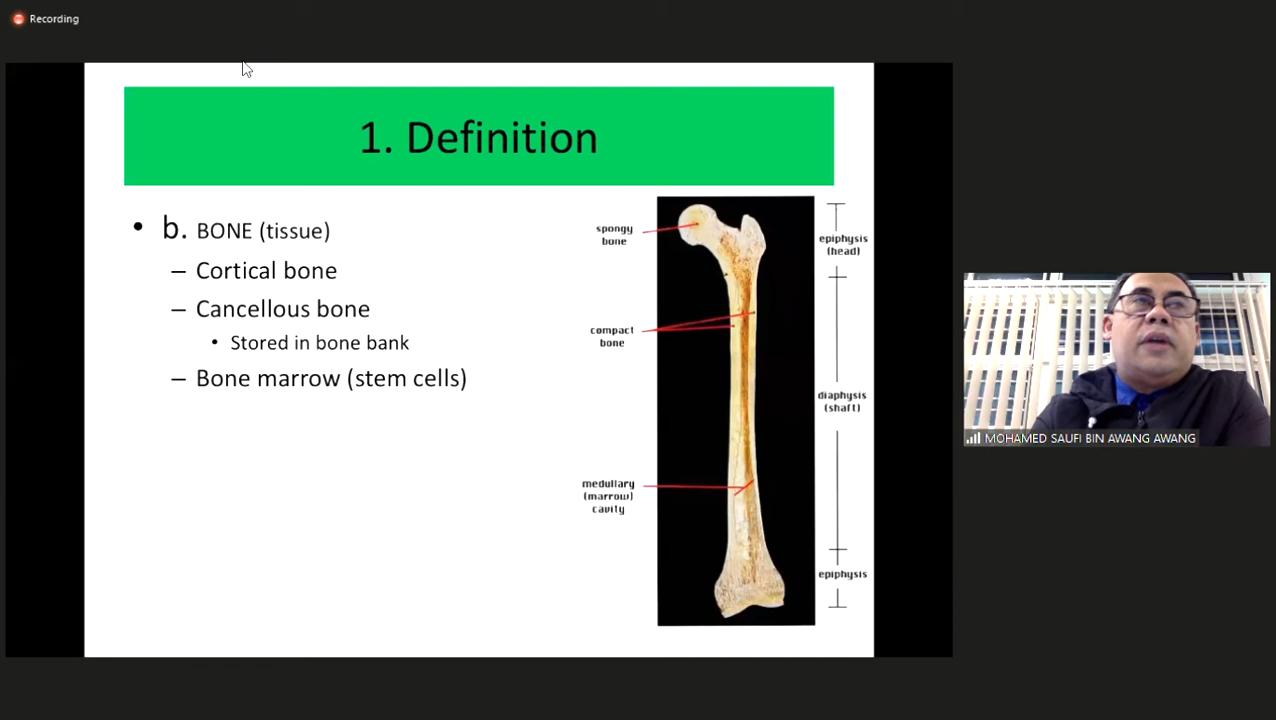 Recording
1. Definition
• b. BONE (tissue)
– Cortical bone
– Cancellous bone
• Stored in bone bank
– Bone marrow (stem cells)
spongy
bone
compact
bone
medullary
(marrow)
cavity
epiphysis
(head)
diaphysis
(shaft)
epiphysis
MOHAMED SAUFI BIN AWANG AWANG